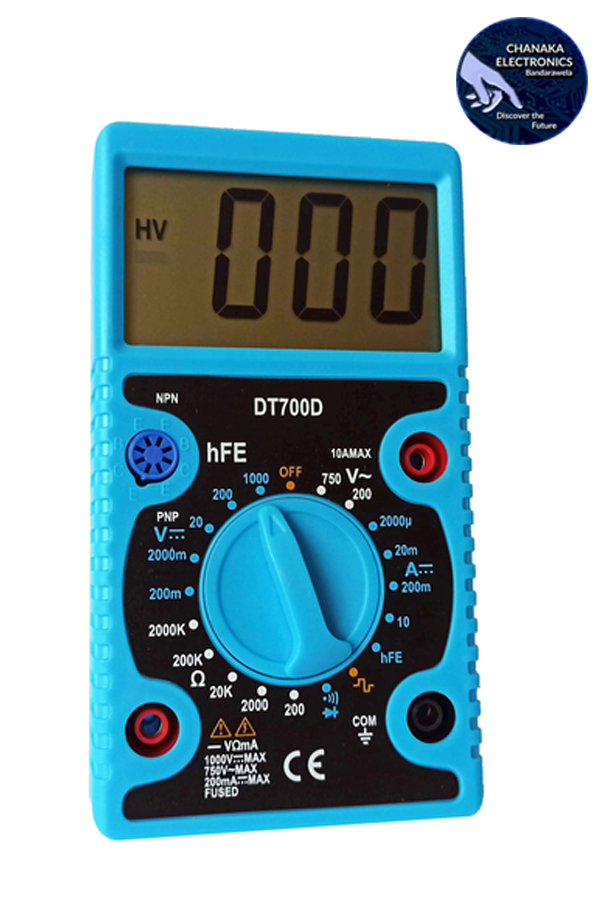 CHANAKA
ELECTRONICS
Bandarawela
Discover the
Future
HV
000
NPN
DT700D
E
E
B
B
C
C
E
E
hFE
10AMAX
OFF
1000
750 V~
200
200
PNP
20
2000µ
V⎓
2000m
20m
A⎓
200m
200m
10
2000K
hFE
200K
Ω
20K
2000
200
COM
⎓ VΩmA
1000V⎓MAX
750V~MAX
200mA⎓MAX
FUSED
CE